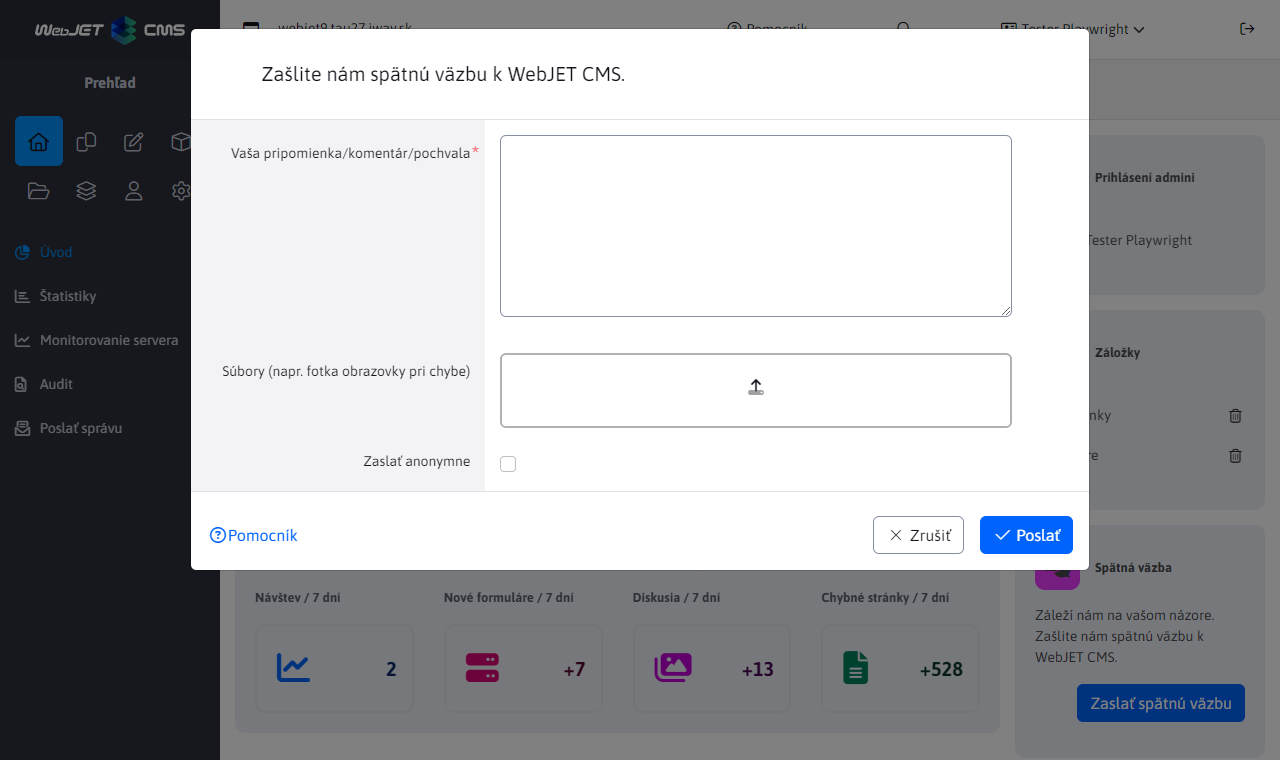 WebJET CMS
webjet9.tau27.iway.sk
Pomocník
Tester Playwright
Prehľad
Úvod
Štatistiky
Monitorovanie servera
Audit
Poslať správu
Zašlite nám spätnú väzbu k WebJET CMS.
Vaša pripomienka/komentár/pochvala*
Súbory (napr. fotka obrazovky pri chybe)
Zaslať anonymne
Pomocník
Zrušiť
Poslať
Prihlásení admini
Tester Playwright
Záložky
Spätná väzba
Záleží nám na vašom názore.
Zašlite nám spätnú väzbu k
WebJET CMS.
Zaslať spätnú väzbu
Návštev / 7 dní
2
Nové formuláre / 7 dní
+7
Diskusia / 7 dní
+13
Chybné stránky / 7 dní
+528